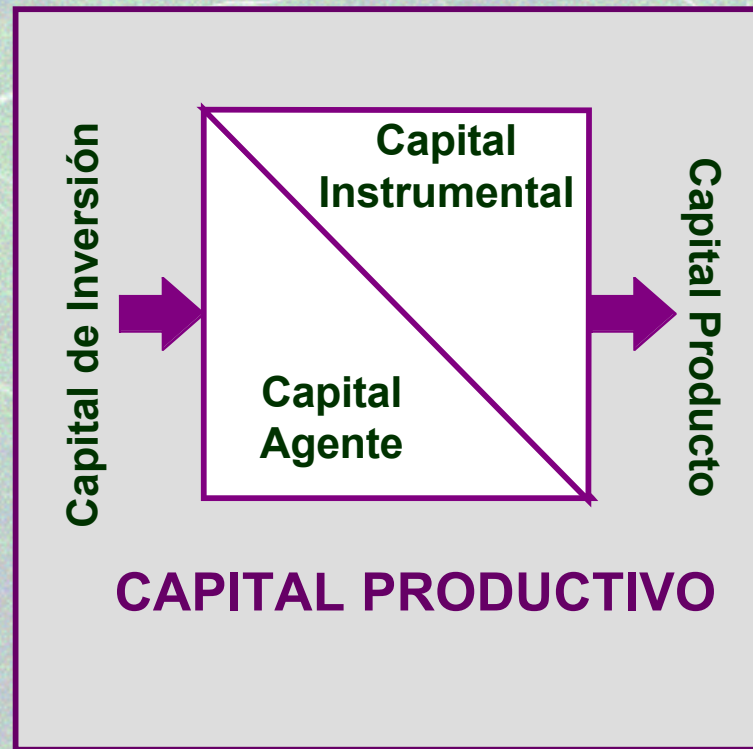 Capital de Inversión
Capital
Instrumental
Capital
Agente
Capital Producto
CAPITAL PRODUCTIVO